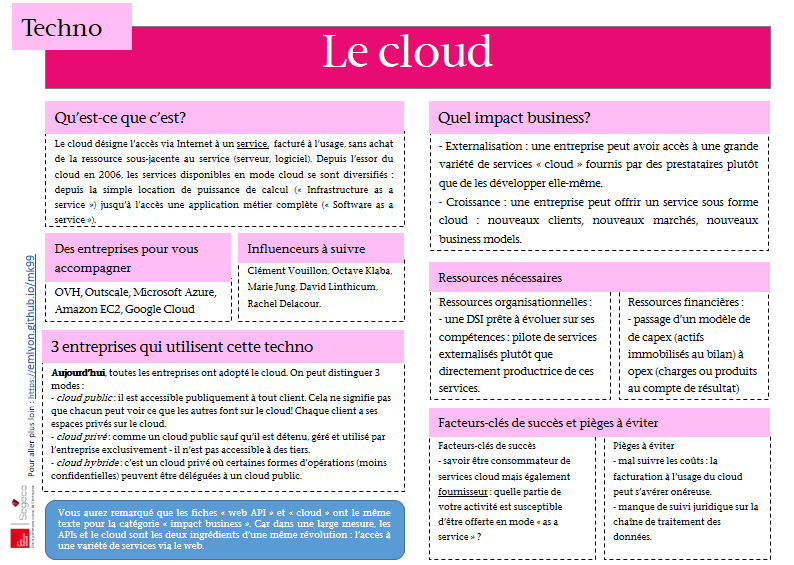 Techno
Le cloud
Qu'est-ce que c'est?
Le cloud désigne l'accès via Internet à un service, facturé à l'usage, sans achat
de la ressource sous-jacente au service (serveur, logiciel). Depuis l'essor du
cloud en 2006, les services disponibles en mode cloud se sont diversifiés :
depuis la simple location de puissance de calcul (« Infrastructure as a
service ») jusqu'à l'accès une application métier complète (« Software as a
service »).
Des entreprises pour vous
accompagner
OVH, Outscale, Microsoft Azure,
Amazon EC2, Google Cloud
Influenceurs à suivre
Clément Vouillon, Octave Klaba,
Marie Jung, David Linthicum,
Rachel Delacour.
3 entreprises qui utilisent cette techno
Aujourd'hui, toutes les entreprises ont adopté le cloud. On peut distinguer 3
modes :
- cloud public : il est accessible publiquement à tout client. Cela ne signifie pas
que chacun peut voir ce que les autres font sur le cloud! Chaque client a ses
espaces privés sur le cloud.
- cloud privé : comme un cloud public sauf qu'il est détenu, géré et utilisé par
l'entreprise exclusivement - il n'est pas accessible à des tiers.
- cloud hybride : c'est un cloud privé où certaines formes d'opérations (moins
confidentielles) peuvent être déléguées à un cloud public.
Vous aurez remarqué que les fiches « web API » et « cloud » ont le même
texte pour la catégorie « impact business ». Car dans une large mesure, les
APIs et le cloud sont les deux ingrédients d'une même révolution : l'accès à
une variété de services via le web.
Quel impact business?
- Externalisation : une entreprise peut avoir accès à une grande
variété de services « cloud » fournis par des prestataires plutôt
que de les développer elle-même.
- Croissance : une entreprise peut offrir un service sous forme
cloud : nouveaux clients, nouveaux marchés, nouveaux
business models.
Ressources nécessaires
Ressources organisationnelles :
- une DSI prête à évoluer sur ses
compétences : pilote de services
externalisés plutôt que
directement productrice de ces
services.
Ressources financières :
- passage d'un modèle de
de capex (actifs
immobilisés au bilan) à
opex (charges ou produits
au compte de résultat)
Facteurs-clés de succès et pièges à éviter
Facteurs-clés de succès
- savoir être consommateur de
services cloud mais également
fournisseur : quelle partie de
votre activité est susceptible
d'être offerte en mode « as a
service » ?
Pièges à éviter
- mal suivre les coûts : la
facturation à l'usage du cloud
peut s'avérer onéreuse.
- manque de suivi juridique sur la
chaîne de traitement des
données.
Pour aller plus loin : https://emlyon.github.io/mk99
Segeco